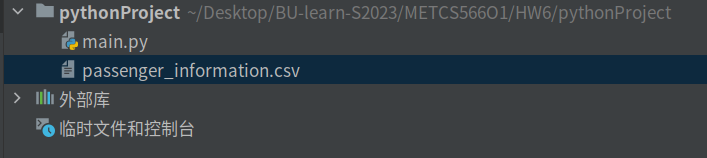 pythonProject ~/Desktop/BU-learn-S2023/METCS566O1/HW6/pythonProject
main.py
passenger_information.csv
外部库
临时文件和控制台